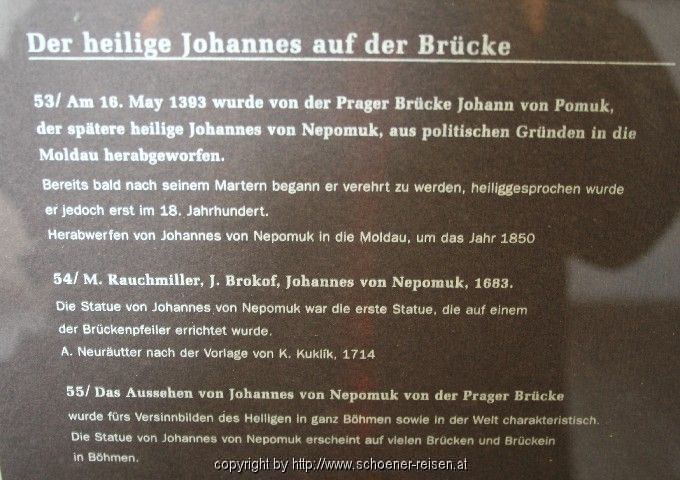 Der heilige Johannes auf der Brücke
53/ Am 16. May 1393 wurde von der Prager Brücke Johann von Pomuk,
der spätere heilige Johannes von Nepomuk, aus politischen Gründen in die
Moldau herabgeworfen.
Bereits bald nach seinem Martern begann er verehrt zu werden, heiliggesprochen wurde
er jedoch erst im 18. Jahrhundert.
Herabwerfen von Johannes von Nepomuk in die Moldau, um das Jahr 1850
54/ M. Rauchmiller, J. Brokof, Johannes von Nepomuk, 1683.
Die Statue von Johannes von Nepomuk war die erste Statue, die auf einem
der Brückenpfeiler errichtet wurde.
A. Neuräutter nach der Vorlage von K. Kuklík, 1714
55/ Das Aussehen von Johannes von Nepomuk von der Prager Brücke
wurde fürs Versinnbilden des Heiligen in ganz Böhmen sowie in der Welt charakteristisch.
Die Statue von Johannes von Nepomuk erscheint auf vielen Brücken und Brückein
in Böhmen.
copyright by http://www.schoener-reisen.at